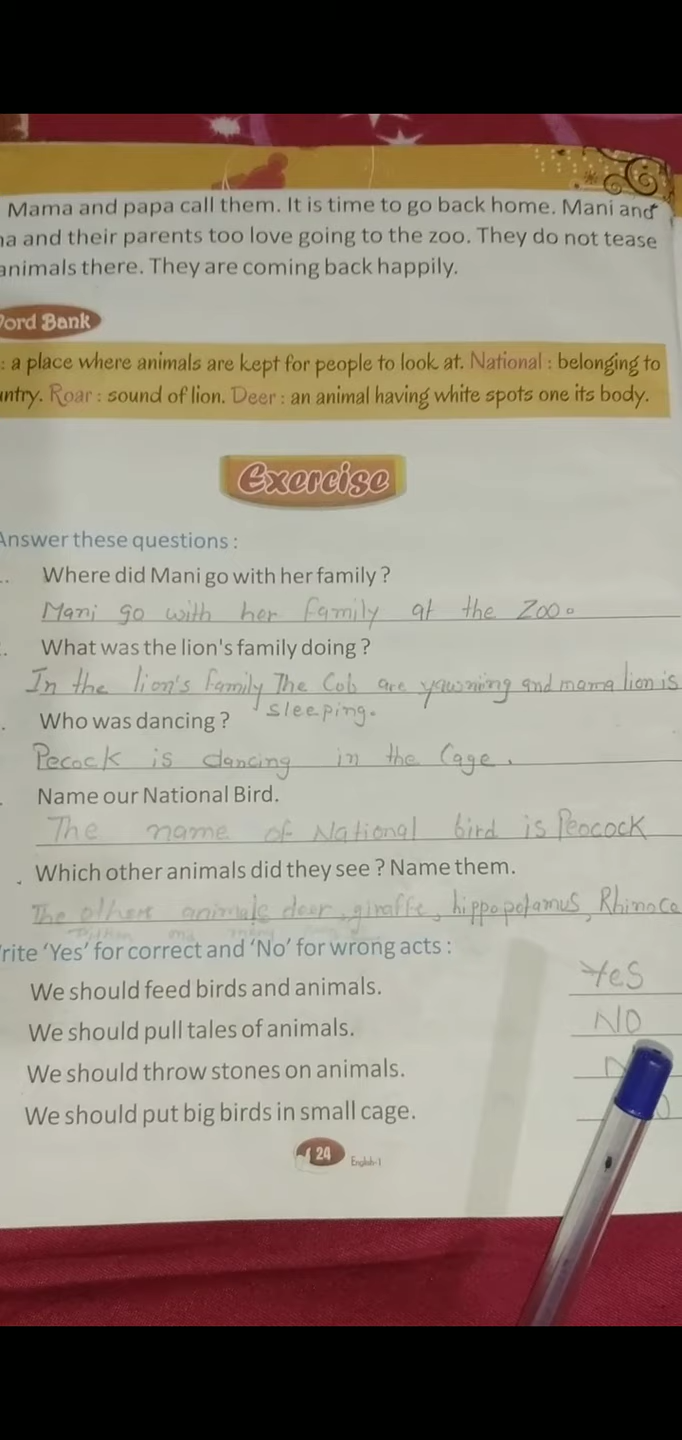 Mama and papa call them. It is time to go back home. Mani and
na and their parents too love going to the zoo. They do not tease
animals there. They are coming back happily.
Word Bank
: a place where animals are kept for people to look at. National : belonging to
untry. Roar : sound of lion. Deer : an animal having white spots one its body.
Exercise
Answer these questions :
Where did Mani go with her family ?
Mani go with her family at the Zoo.
What was the lion's family doing ?
In the lion's family The Cob are yawning and mama lion is
sleeping.
Who was dancing ?
Pecock is dancing in the Cage.
Name our National Bird.
The name of National bird is Peocock
Which other animals did they see ? Name them.
The others animals deer, giraffe, hippopotamus, Rhinoce
rite 'Yes' for correct and 'No' for wrong acts :
We should feed birds and animals. Yes
We should pull tales of animals. NO
We should throw stones on animals.
We should put big birds in small cage.
24 English-1